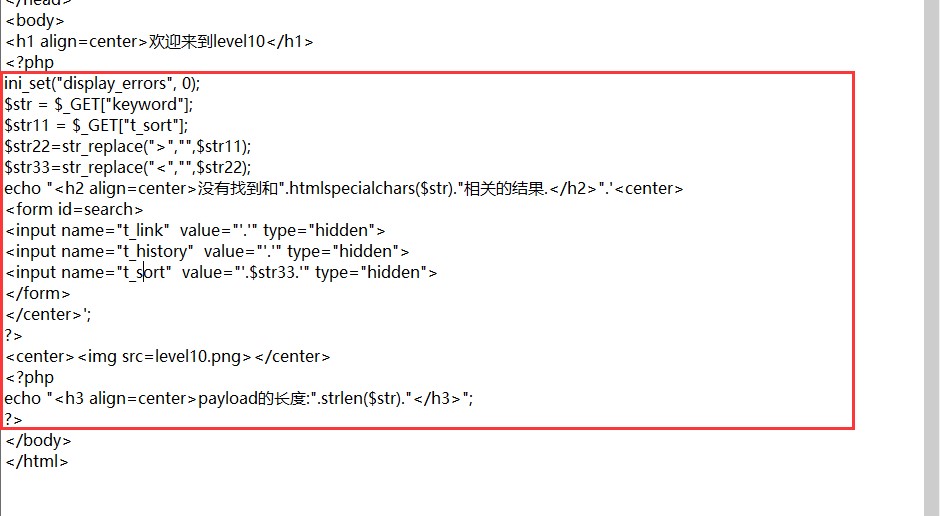 </head>
<body>
<h1 align=center>欢迎来到level10</h1>
<?php
ini_set("display_errors", 0);
$str = $_GET["keyword"];
$str11 = $_GET["t_sort"];
$str22=str_replace(">","",$str11);
$str33=str_replace("<","",$str22);
echo "<h2 align=center>没有找到和".htmlspecialchars($str)."相关的结果.</h2>".'<center>
<form id=search>
<input name="t_link"  value="'.'" type="hidden">
<input name="t_history"  value="'.'" type="hidden">
<input name="t_sort"  value="'.$str33.'" type="hidden">
</form>
</center>';
?>
<center><img src=level10.png></center>
<?php
echo "<h3 align=center>payload的长度:".strlen($str)."</h3>";
?>
</body>
</html>